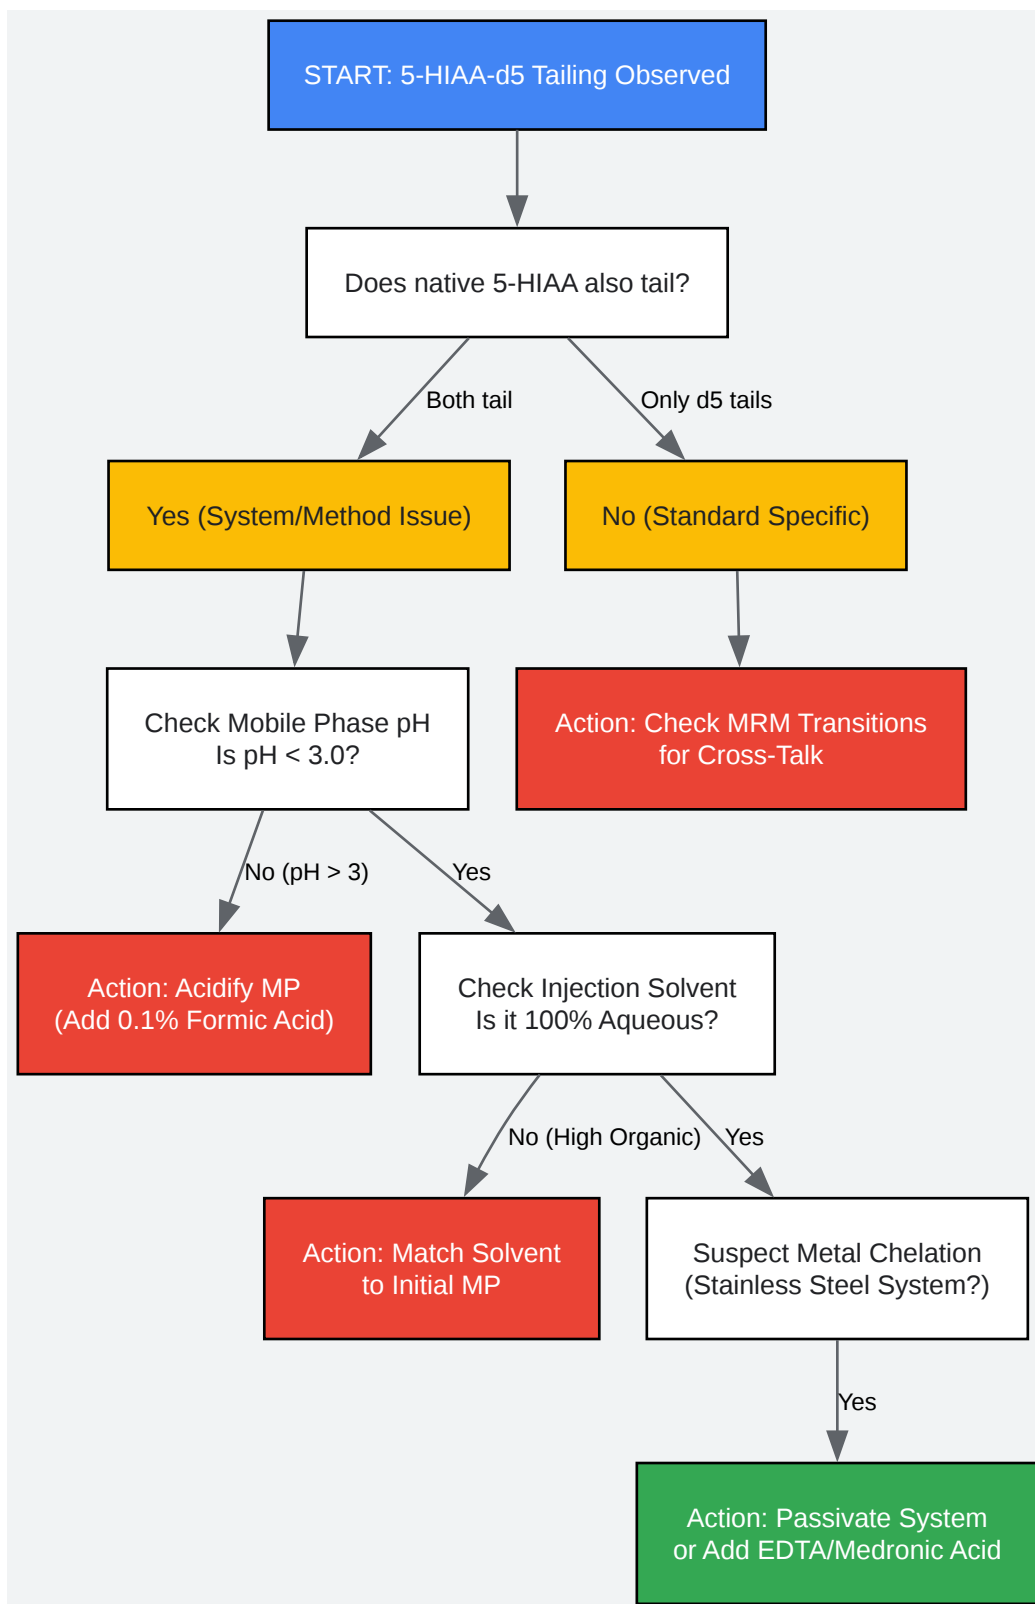 START: 5-HIAA-d5 Tailing Observed
Does native 5-HIAA also tail?
Both tail
Only d5 tails
Yes (System/Method Issue)
No (Standard Specific)
Check Mobile Phase pH
Is pH < 3.0?
Action: Check MRM Transitions
for Cross-Talk
No (pH > 3)
Yes
Action: Acidify MP
(Add 0.1% Formic Acid)
Check Injection Solvent
Is it 100% Aqueous?
No (High Organic)
Yes
Action: Match Solvent
to Initial MP
Suspect Metal Chelation
(Stainless Steel System?)
Yes
Action: Passivate System
or Add EDTA/Medronic Acid